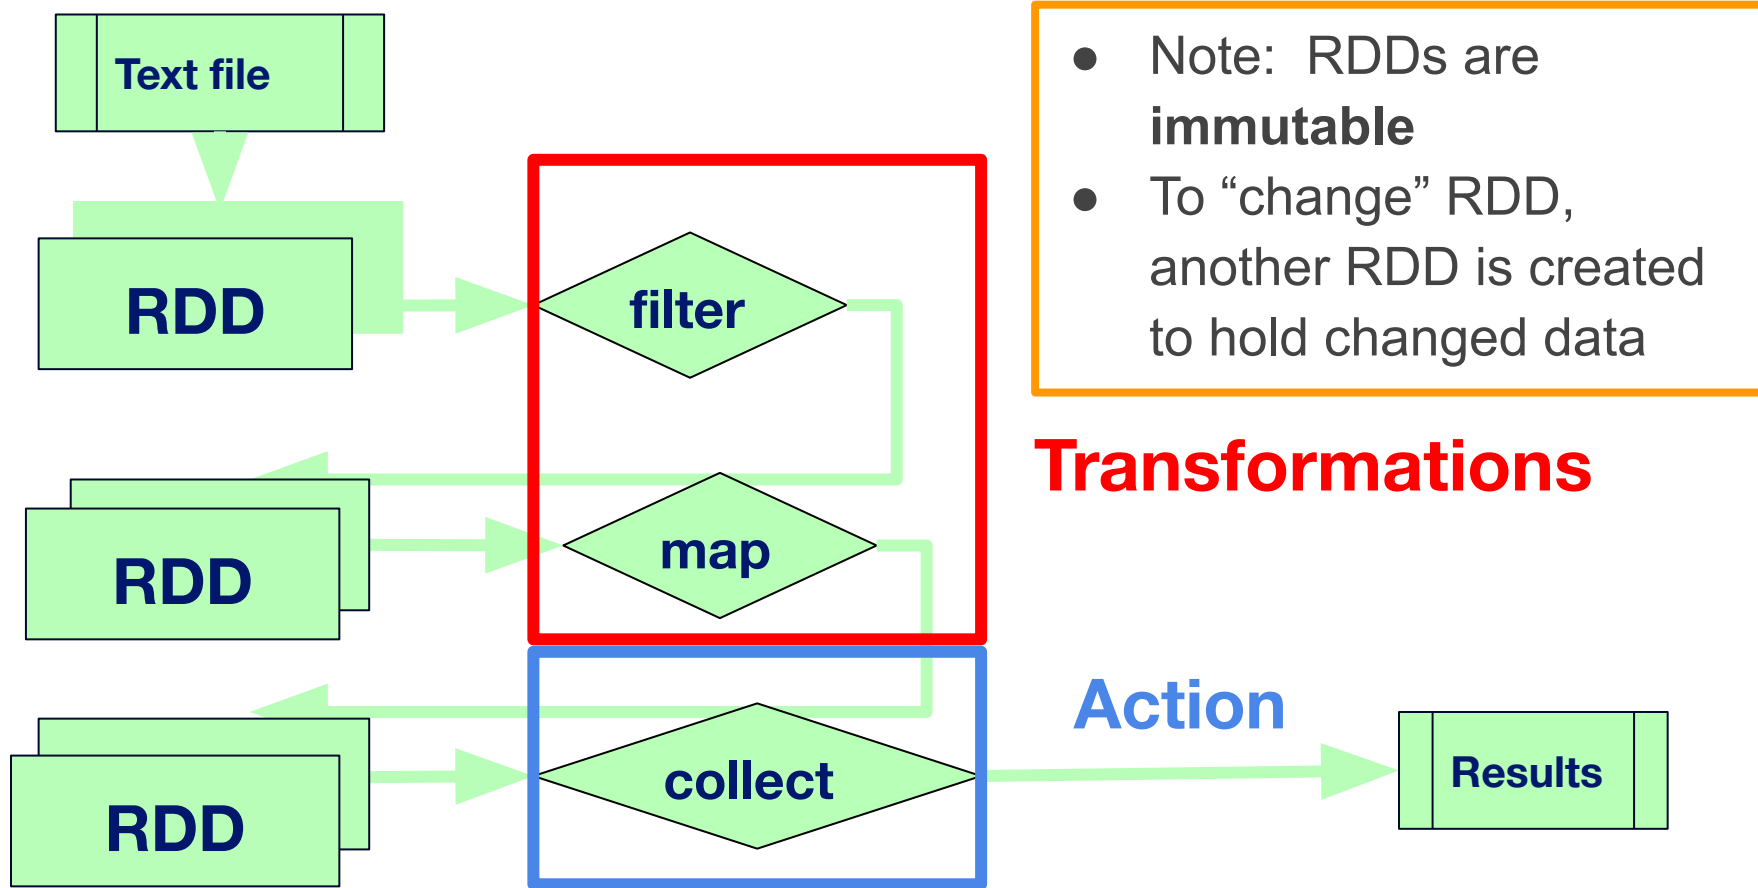 Text file
● Note: RDDs are
immutable
● To “change” RDD,
another RDD is created
to hold changed data
RDD
filter
Transformations
RDD
map
Action
RDD
collect
Results